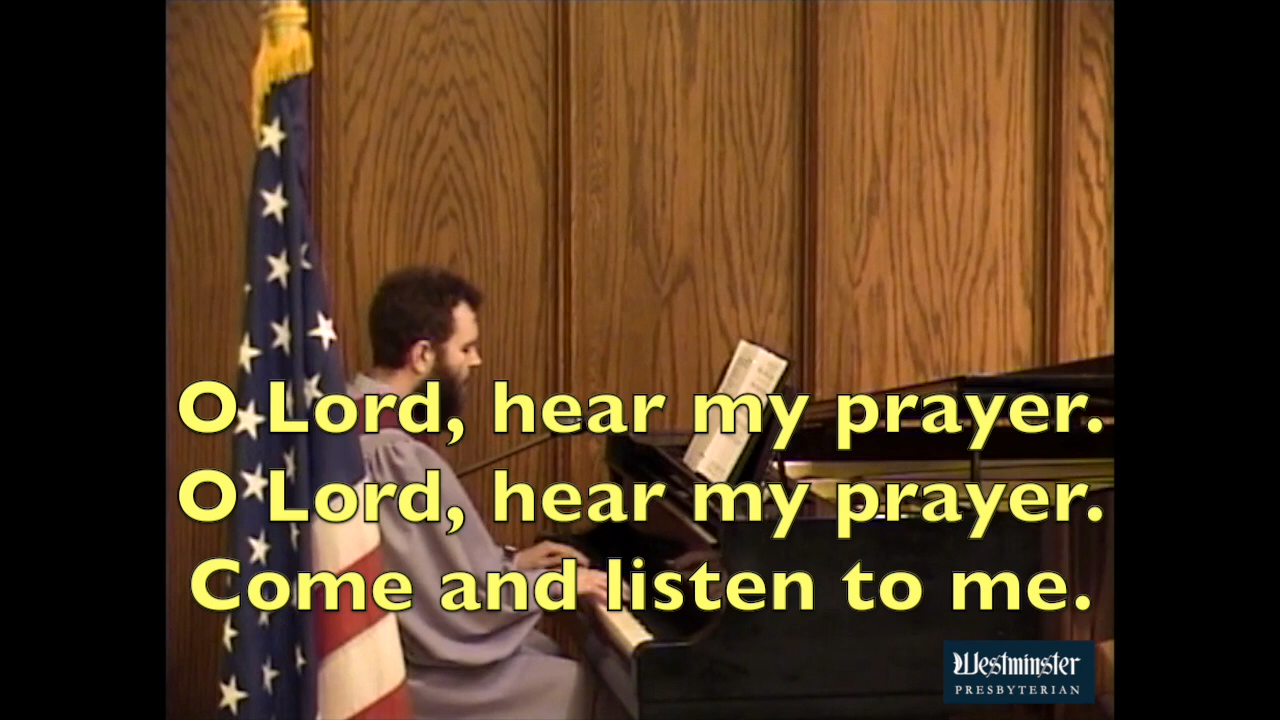 O Lord, hear my prayer.
O Lord, hear my prayer.
Come and listen to me.
Westminster
PRESBYTERIAN